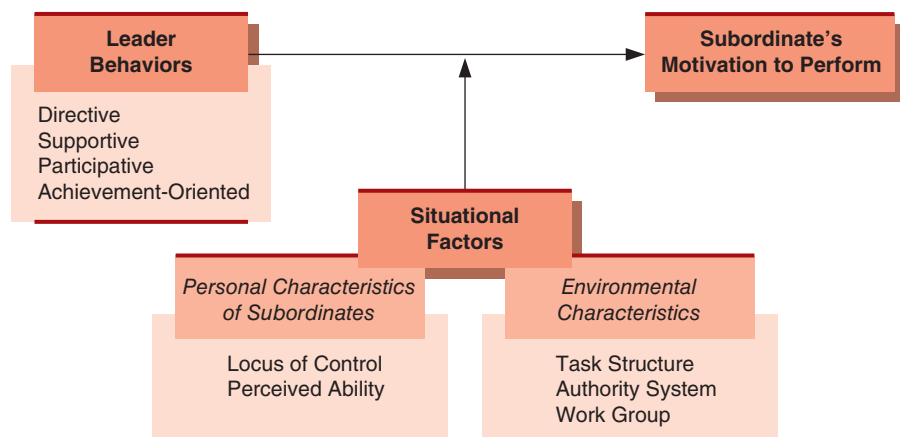 Leader
Behaviors
Directive
Supportive
Participative
Achievement-Oriented
Subordinate’s
Motivation to Perform
Situational
Factors
Personal Characteristics
of Subordinates
Locus of Control
Perceived Ability
Environmental
Characteristics
Task Structure
Authority System
Work Group